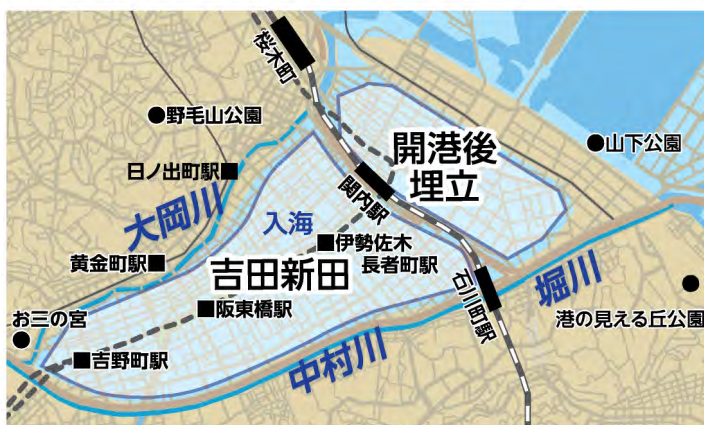 桜木町
●野毛山公園
開港後
埋立
●山下公園
日ノ出町駅■
大岡川
関内駅
入海
■伊勢佐木
長者町駅
黄金町駅■
吉田新田
石川町駅
堀川
■阪東橋駅
港の見える丘公園
お三の宮
■吉野町駅
中村川